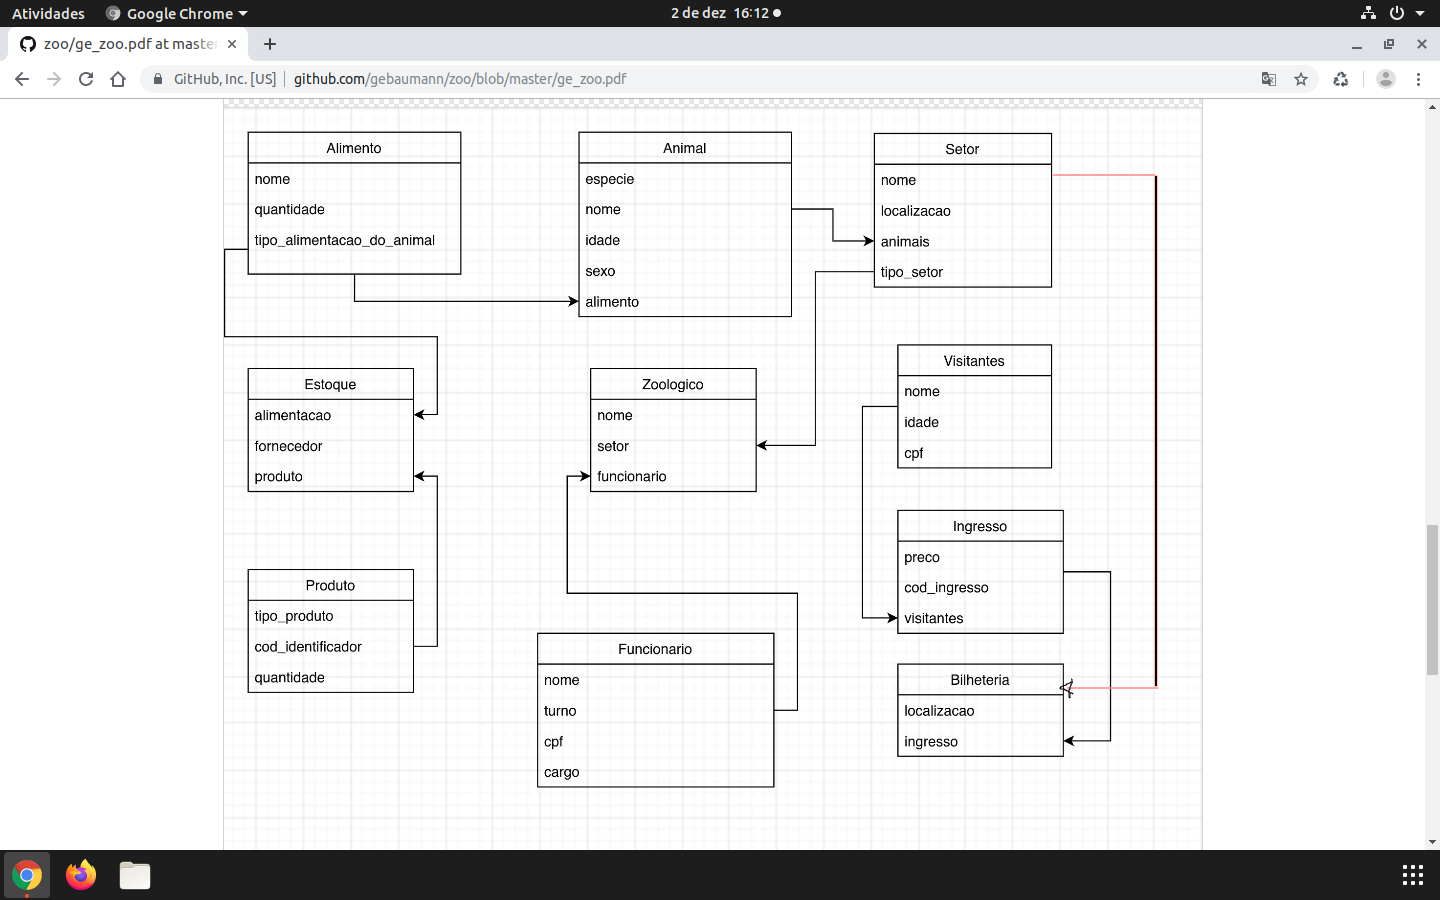 Atividades
Google Chrome
2 de dez 16:12
zoo/ge_zoo.pdf at master
GitHub, Inc. [US]
github.com/gebaumann/zoo/blob/master/ge_zoo.pdf
Alimento
nome
quantidade
tipo_alimentacao_do_animal
Animal
especie
nome
idade
sexo
alimento
Setor
nome
localizacao
animais
tipo_setor
Estoque
alimentacao
fornecedor
produto
Zoologico
nome
setor
funcionario
Visitantes
nome
idade
cpf
Produto
tipo_produto
cod_identificador
quantidade
Funcionario
nome
turno
cpf
cargo
Ingresso
preco
cod_ingresso
visitantes
Bilheteria
localizacao
ingresso